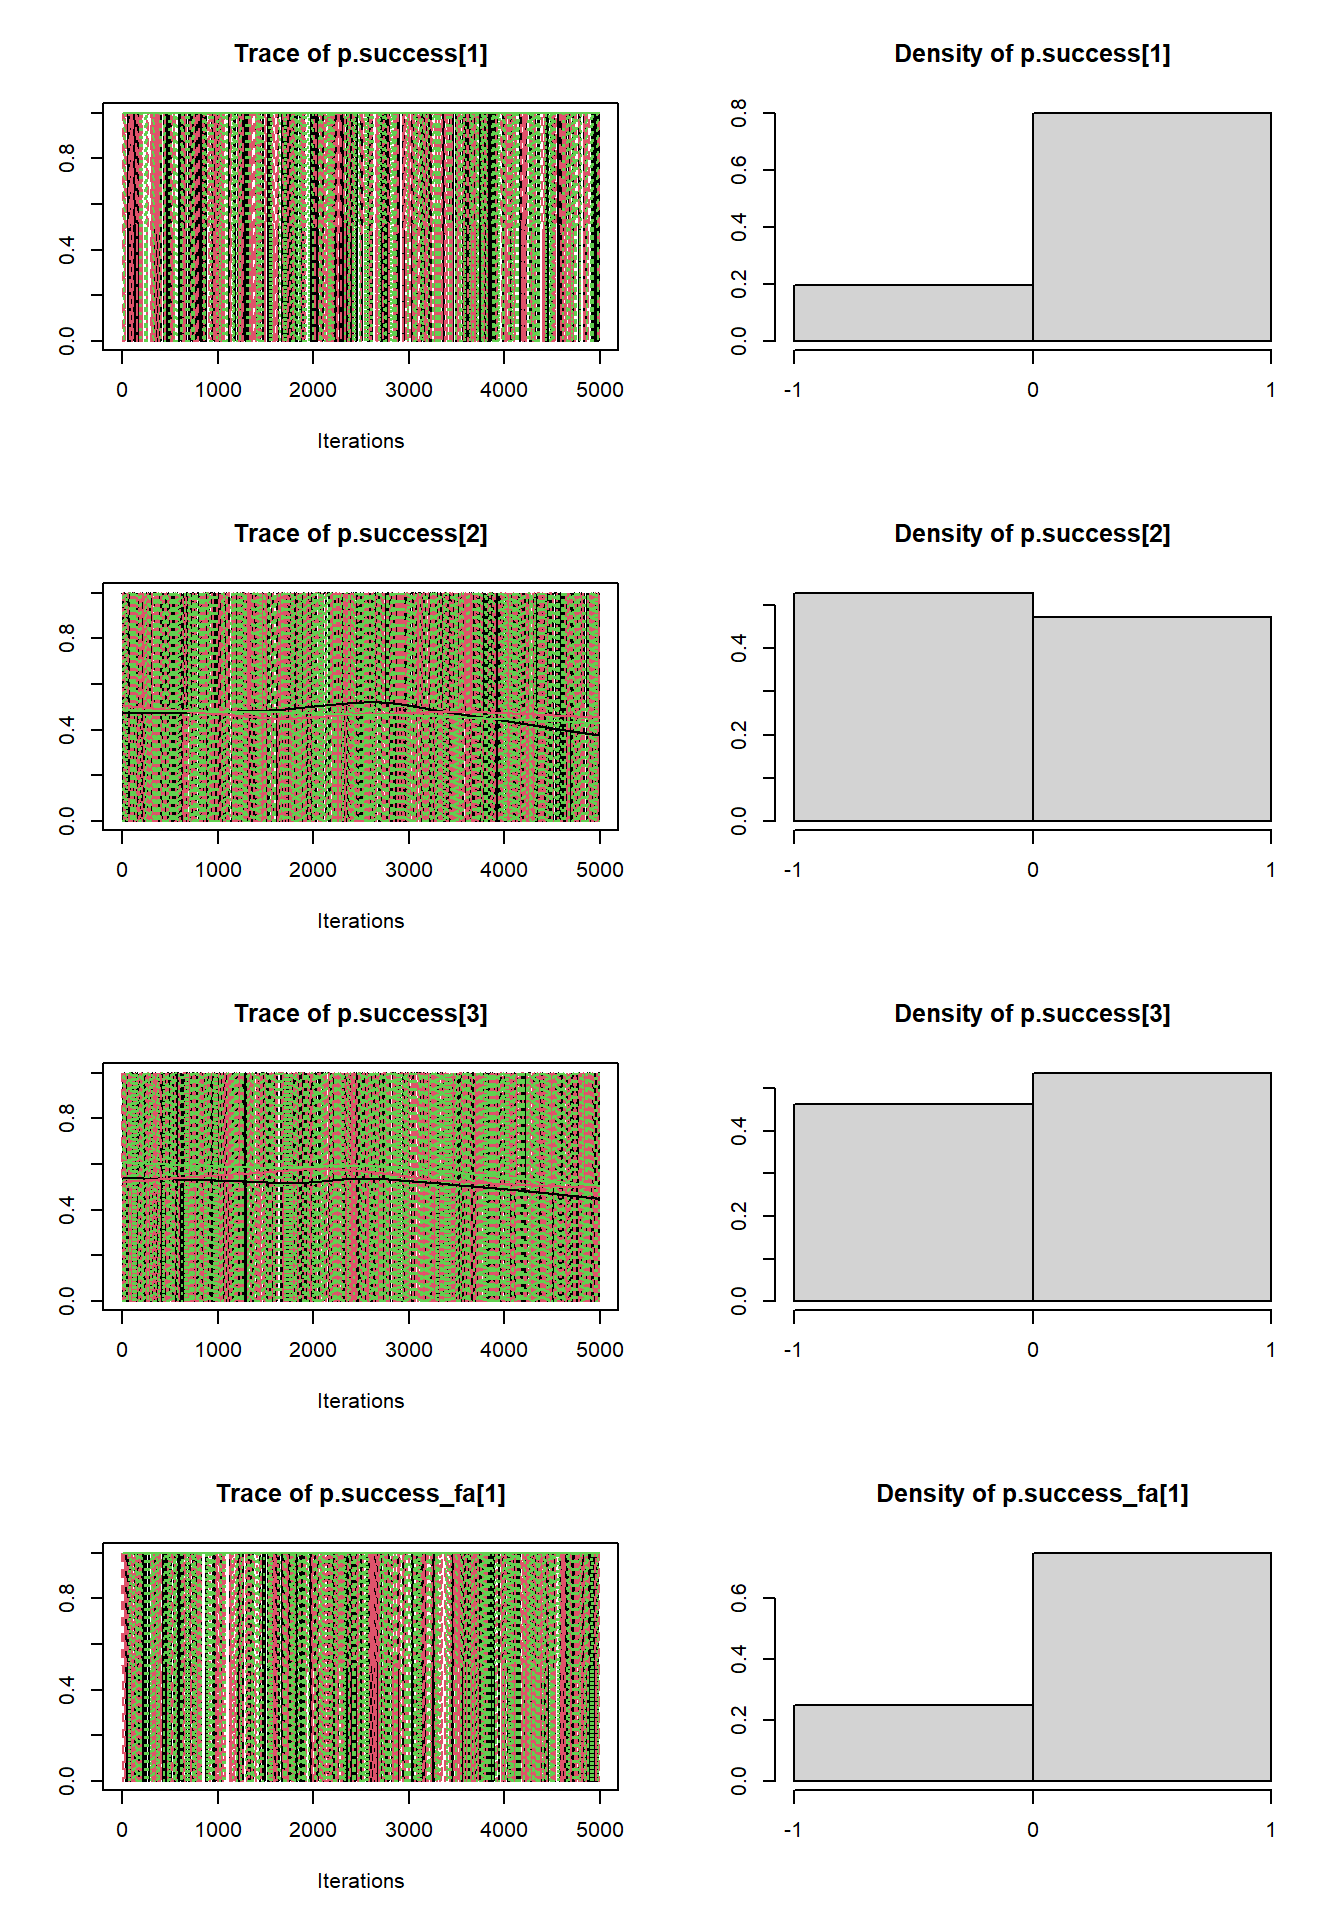 Trace of p.success[1]
0.0 0.4 0.8
0 1000 2000 3000 4000 5000
Iterations
Density of p.success[1]
0.0 0.2 0.4 0.6 0.8
-1 0 1
Trace of p.success[2]
0.0 0.4 0.8
0 1000 2000 3000 4000 5000
Iterations
Density of p.success[2]
0.0 0.2 0.4
-1 0 1
Trace of p.success[3]
0.0 0.4 0.8
0 1000 2000 3000 4000 5000
Iterations
Density of p.success[3]
0.0 0.2 0.4
-1 0 1
Trace of p.success_fa[1]
0.0 0.4 0.8
0 1000 2000 3000 4000 5000
Iterations
Density of p.success_fa[1]
0.0 0.2 0.4 0.6
-1 0 1